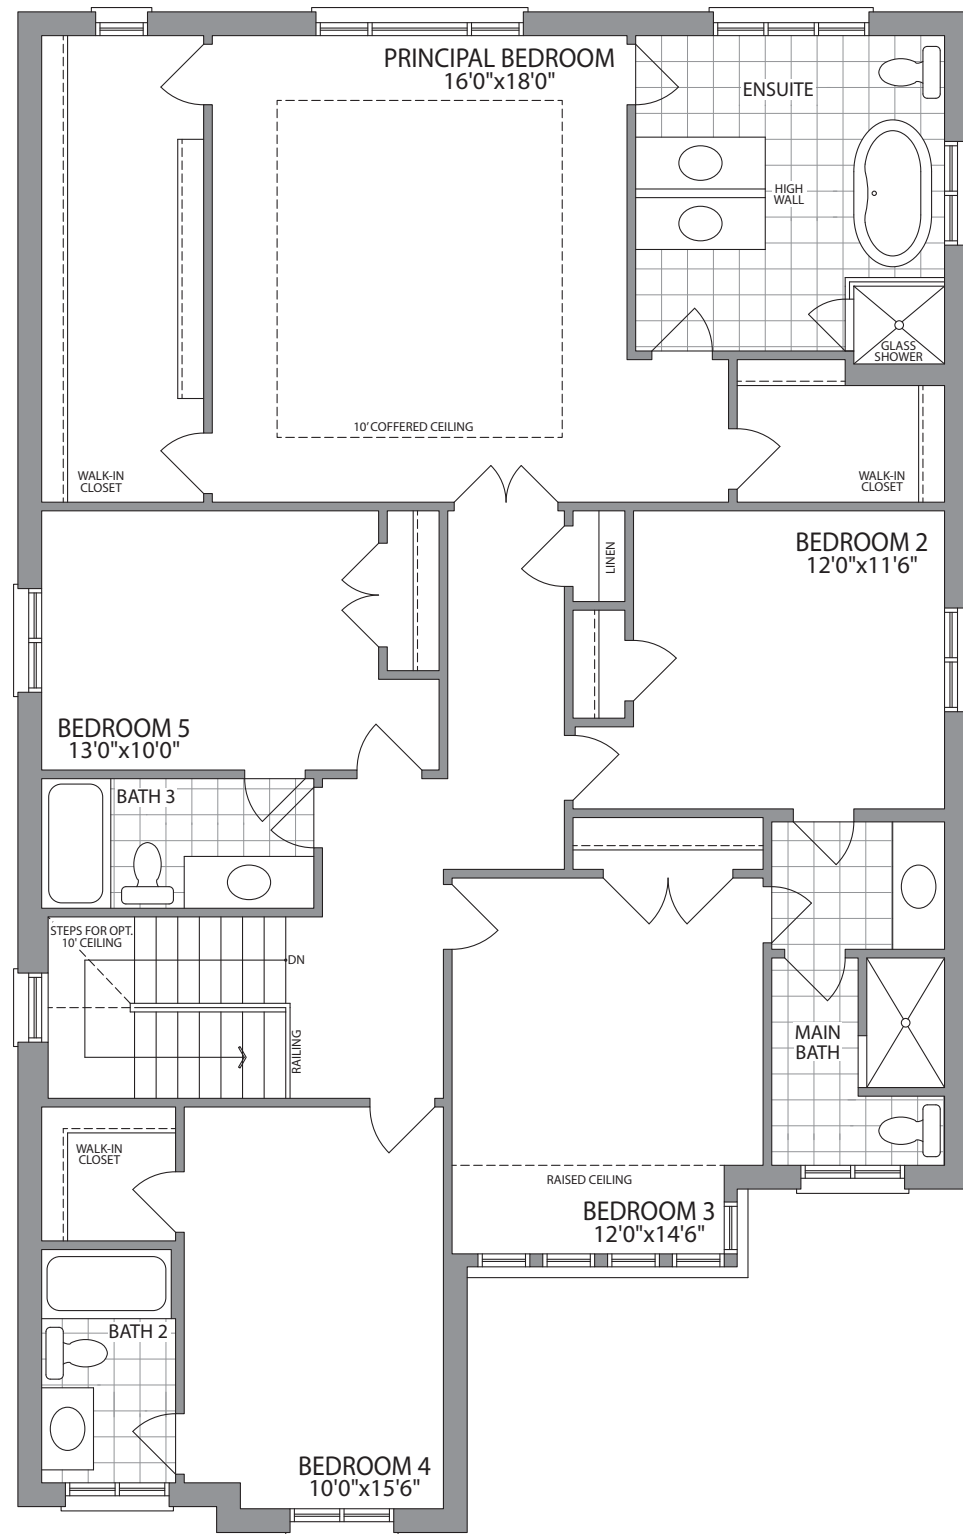 PRINCIPAL BEDROOM
16'0"x18'0"
ENSUITE
HIGH
WALL
GLASS
SHOWER
10' COFFERED CEILING
WALK-IN
CLOSET
WALK-IN
CLOSET
LINEN
BEDROOM 2
12'0"x11'6"
BEDROOM 5
13'0"x10'0"
BATH 3
STEPS FOR OPT.
10' CEILING
DN
RAILING
MAIN
BATH
WALK-IN
CLOSET
RAISED CEILING
BEDROOM 3
12'0"x14'6"
BATH 2
BEDROOM 4
10'0"x15'6"